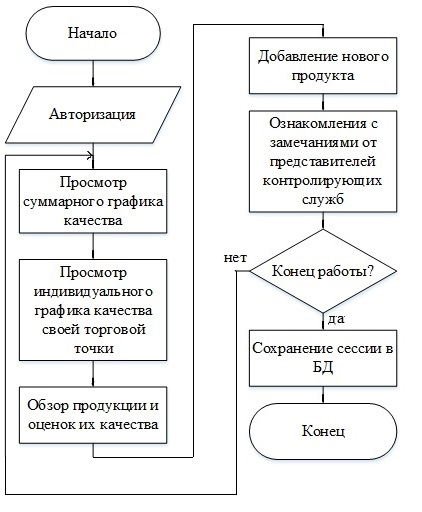 Начало
Авторизация
Просмотр
суммарного графика
качества
Просмотр
индивидуального
графика качества
своей торговой
точки
Обзор продукции и
оценок их качества
Добавление нового
продукта
Ознакомления с
замечаниями от
представителей
контролирующих
служб
нет
Конец работы?
да
Сохранение сессии в
БД
Конец